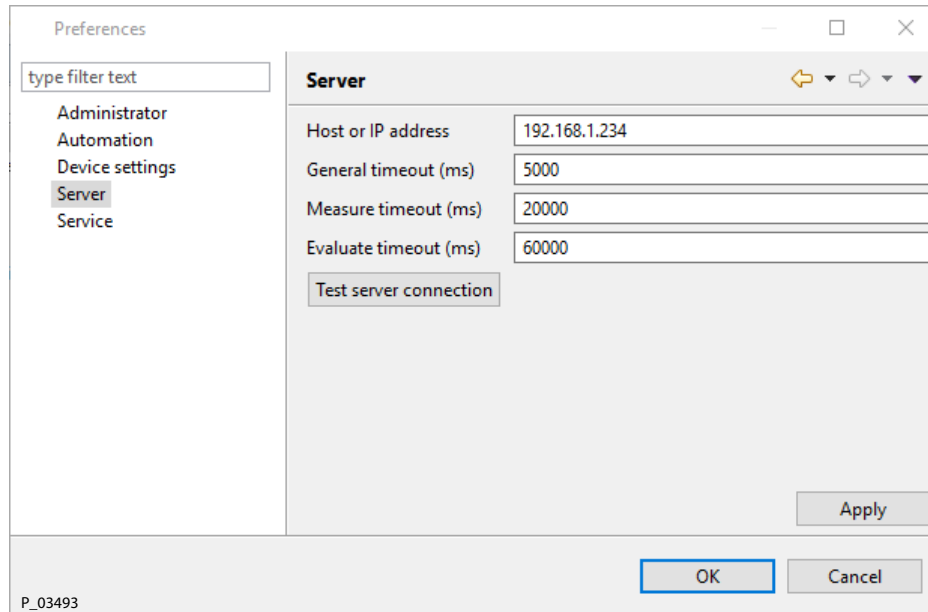 Preferences
type filter text
Administrator
Automation
Device settings
Server
Service
Server
Host or IP address 192.168.1.234
General timeout (ms) 5000
Measure timeout (ms) 20000
Evaluate timeout (ms) 60000
Test server connection
Apply
OK Cancel
P_03493